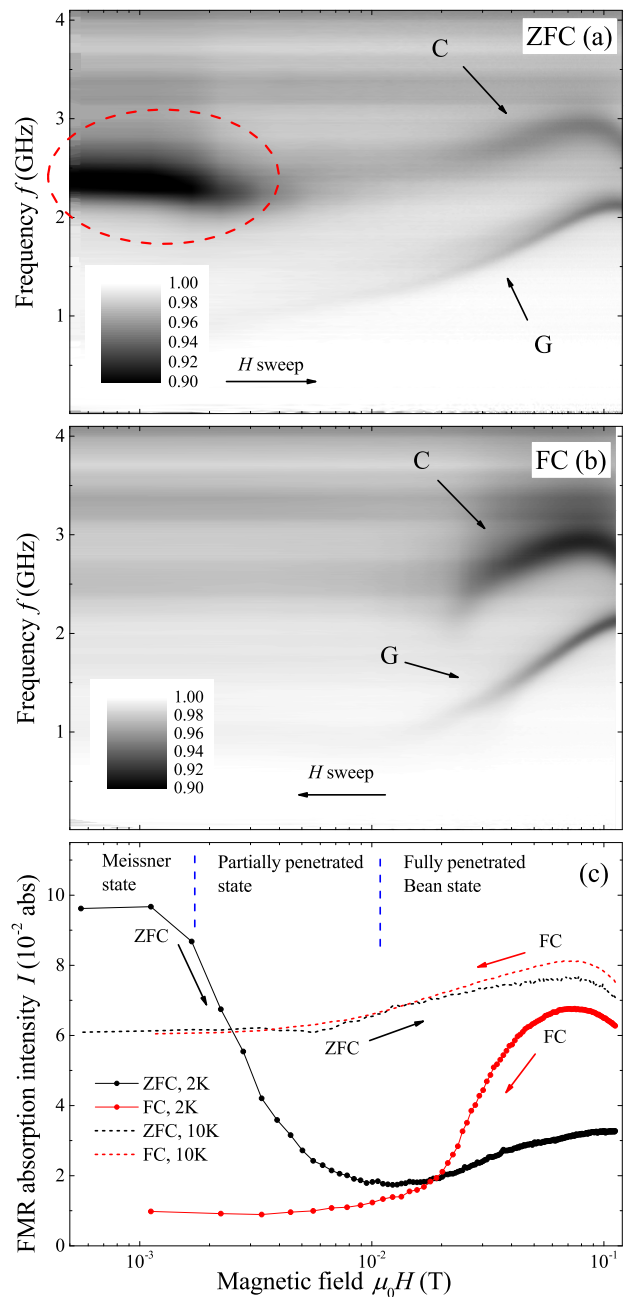 ZFC (a)
C
4
3
2
1
Frequency f (GHz)
1.00
0.98
0.96
0.94
0.92
0.90
H sweep
G
FC (b)
C
4
3
2
1
Frequency f (GHz)
G
1.00
0.98
0.96
0.94
0.92
0.90
H sweep
(c)
Meissner state
Partially penetrated state
Fully penetrated Bean state
10
8
6
4
2
0
FMR absorption intensity I (10⁻² abs)
ZFC
FC
ZFC
FC
ZFC, 2K
FC, 2K
ZFC, 10K
FC, 10K
10⁻³
10⁻²
10⁻¹
Magnetic field μ₀H (T)